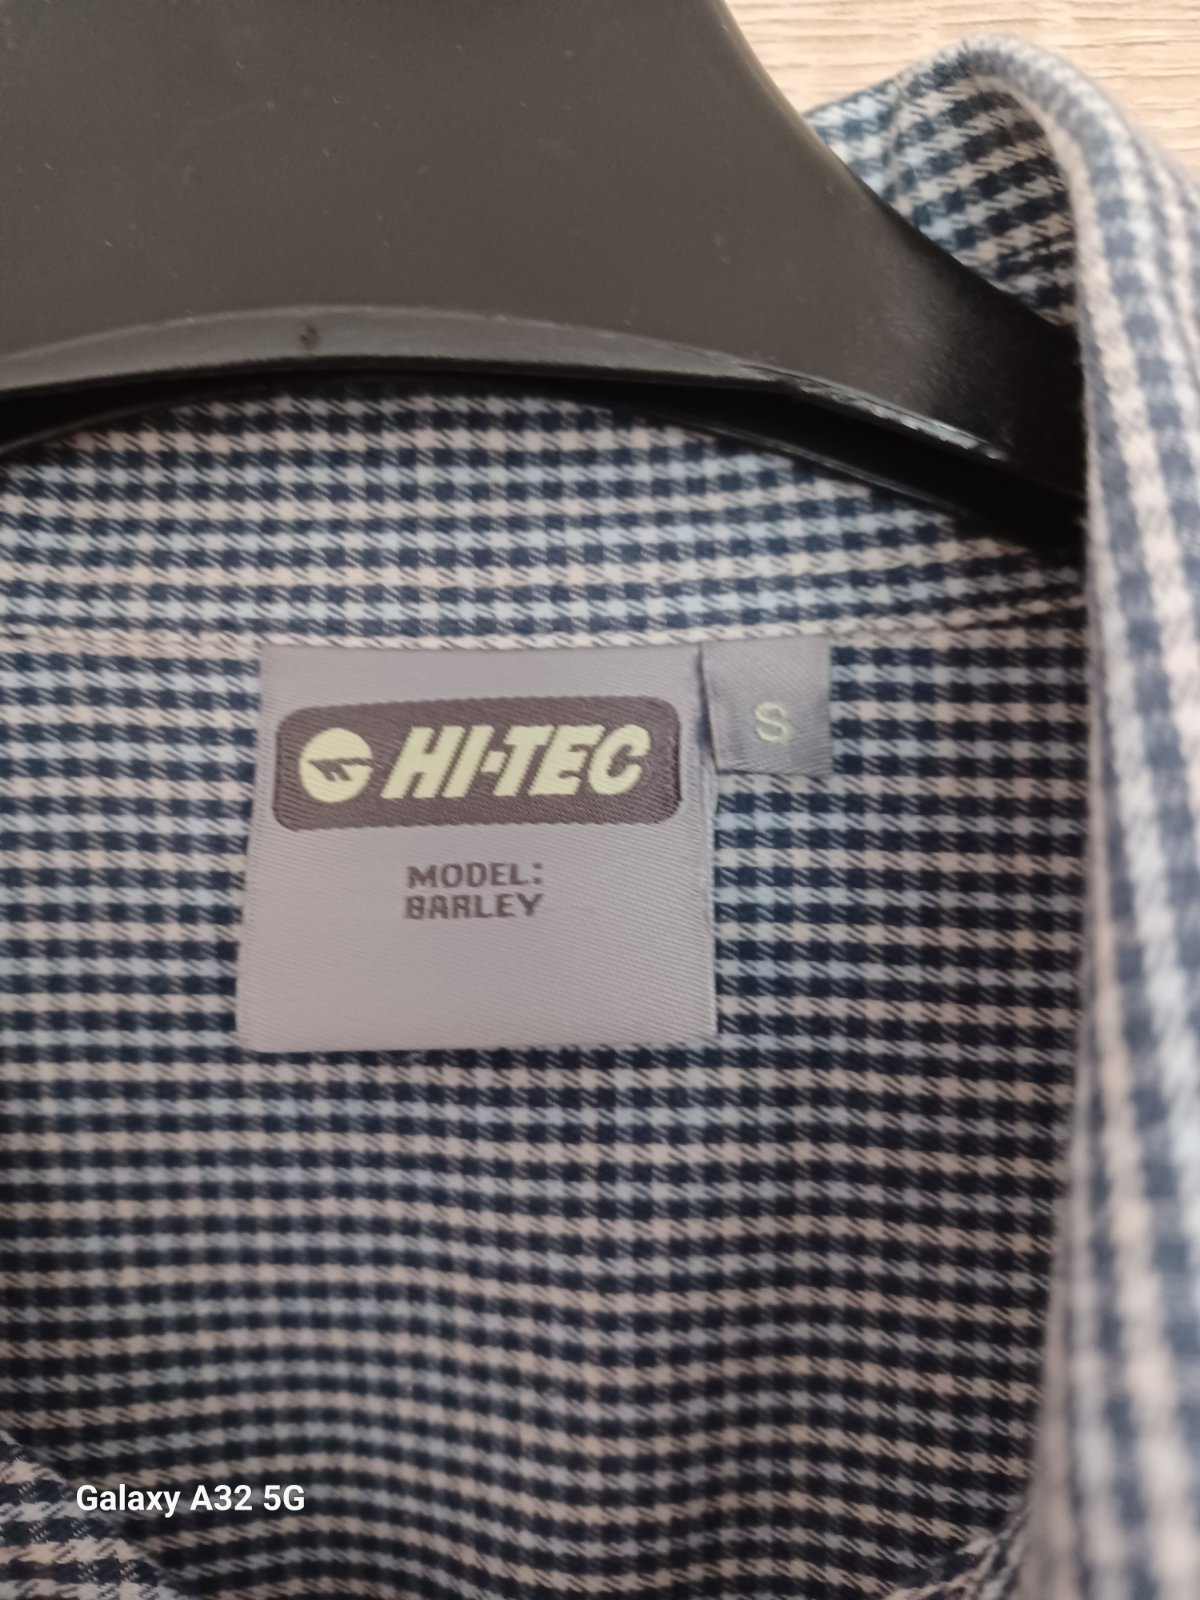 HI-TEC
S
MODEL:
BARLEY
Galaxy A32 5G